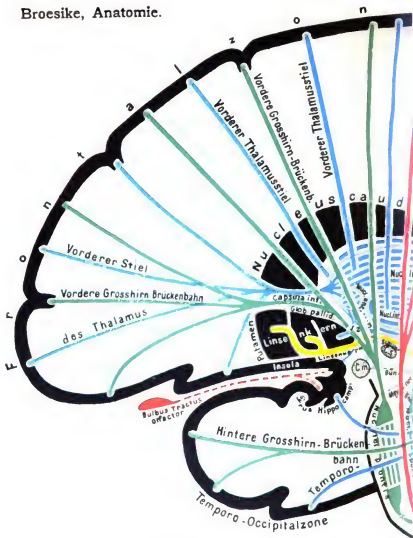 Broesike, Anatomie.
Frontalzon
Vordere Grosshirn-Brückenb
Vorderer Thalamusstiel
Vorderer Thalamusstiel
Nucleus caud
Vorderer Stiel
Vordere Grosshirn Brückenbahn
des Thalamus
Capsula int.
Glob pallid.
Putamen
Linsenkern
Insula
Bulbus Tractus
olfactor
Cm
Hintere Grosshirn-Brücken
bahn
Temporo-
Temporo-Occipitalzone